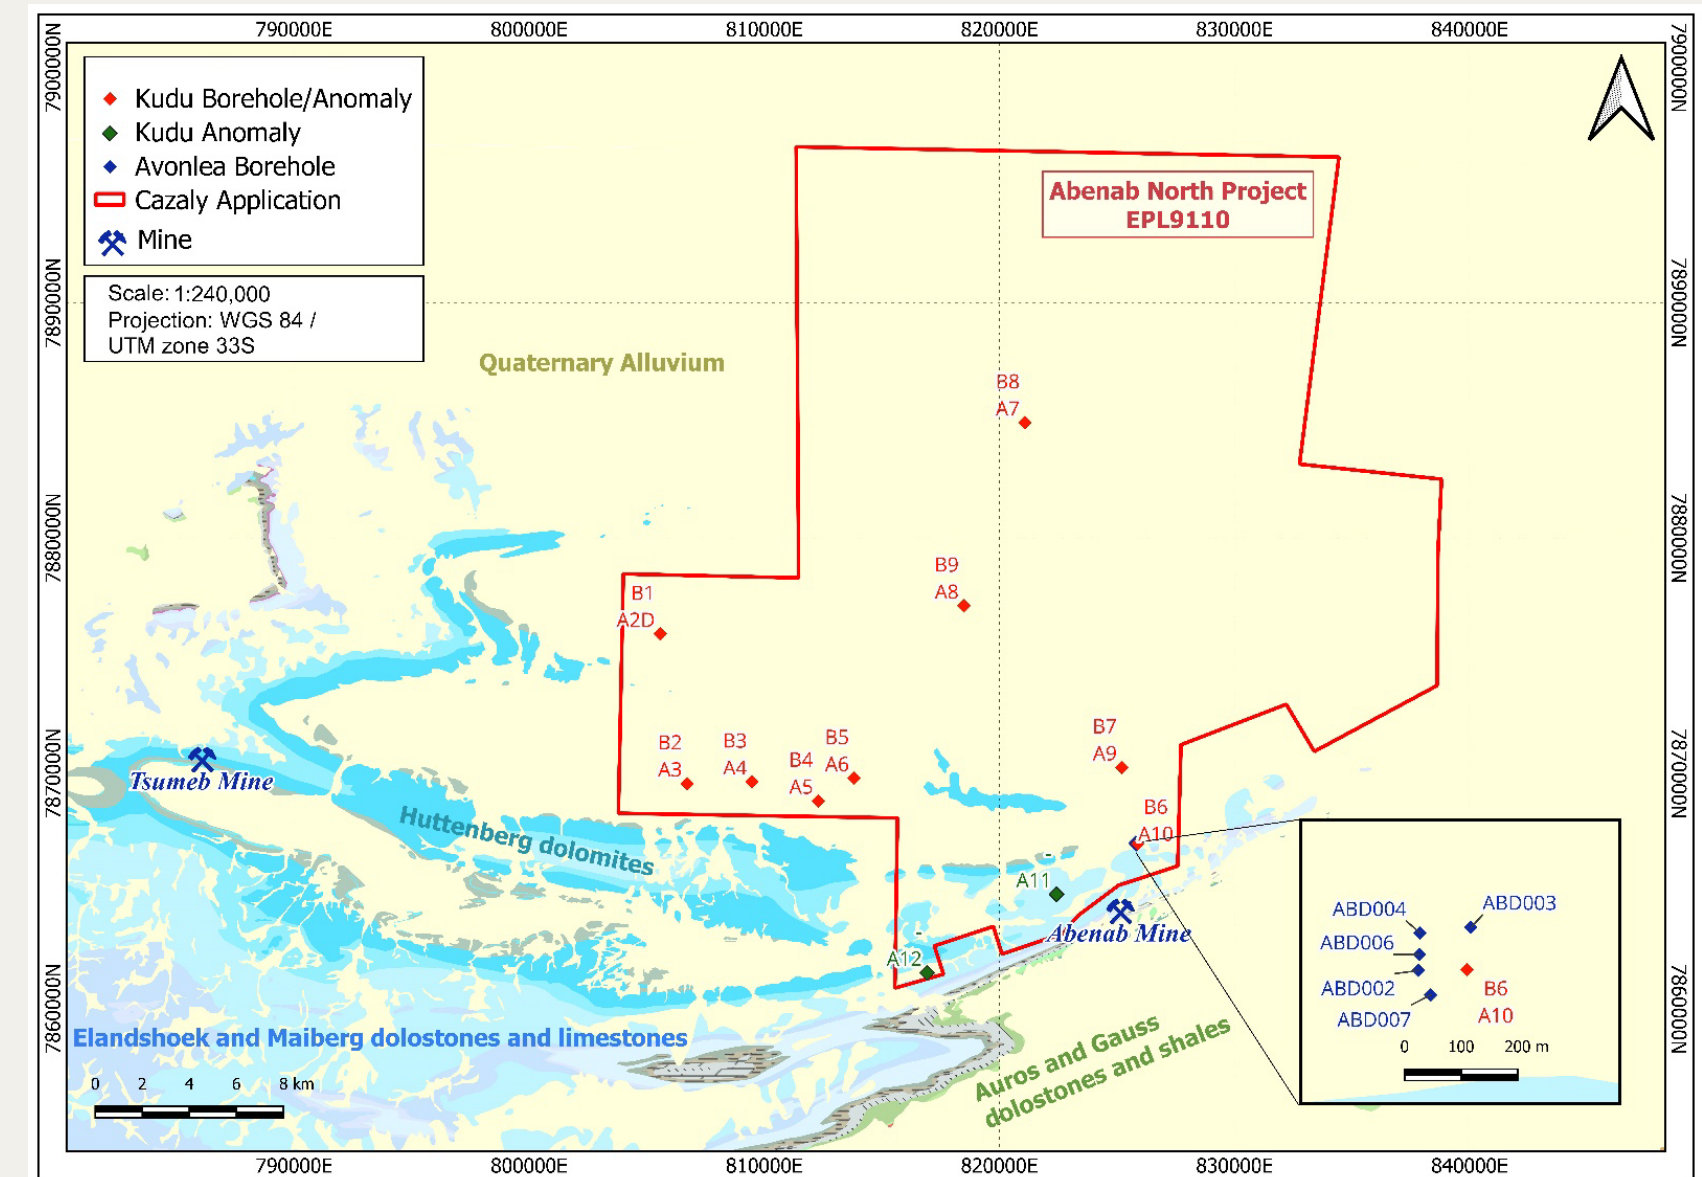 790000E 800000E 810000E 820000E 830000E 840000E
7900000N
7890000N
7880000N
7870000N
7860000N
Kudu Borehole/Anomaly
Kudu Anomaly
Avonlea Borehole
Cazaly Application
Mine
Scale: 1:240,000
Projection: WGS 84 /
UTM zone 33S
Abenab North Project
EPL9110
Quaternary Alluvium
B8
A7
B9
A8
B1
A2D
B2
A3
B3
A4
B4
A5
B5
A6
B7
A9
B6
A10
A11
A12
Tsumeb Mine
Huttenberg dolomites
Abenab Mine
Elandshoek and Maiberg dolostones and limestones
Auros and Gauss
dolostones and shales
0 2 4 6 8 km
ABD004
ABD003
ABD006
ABD002
ABD007
B6
A10
0 100 200 m
7900000N
7890000N
7880000N
7870000N
7860000N
790000E 800000E 810000E 820000E 830000E 840000E